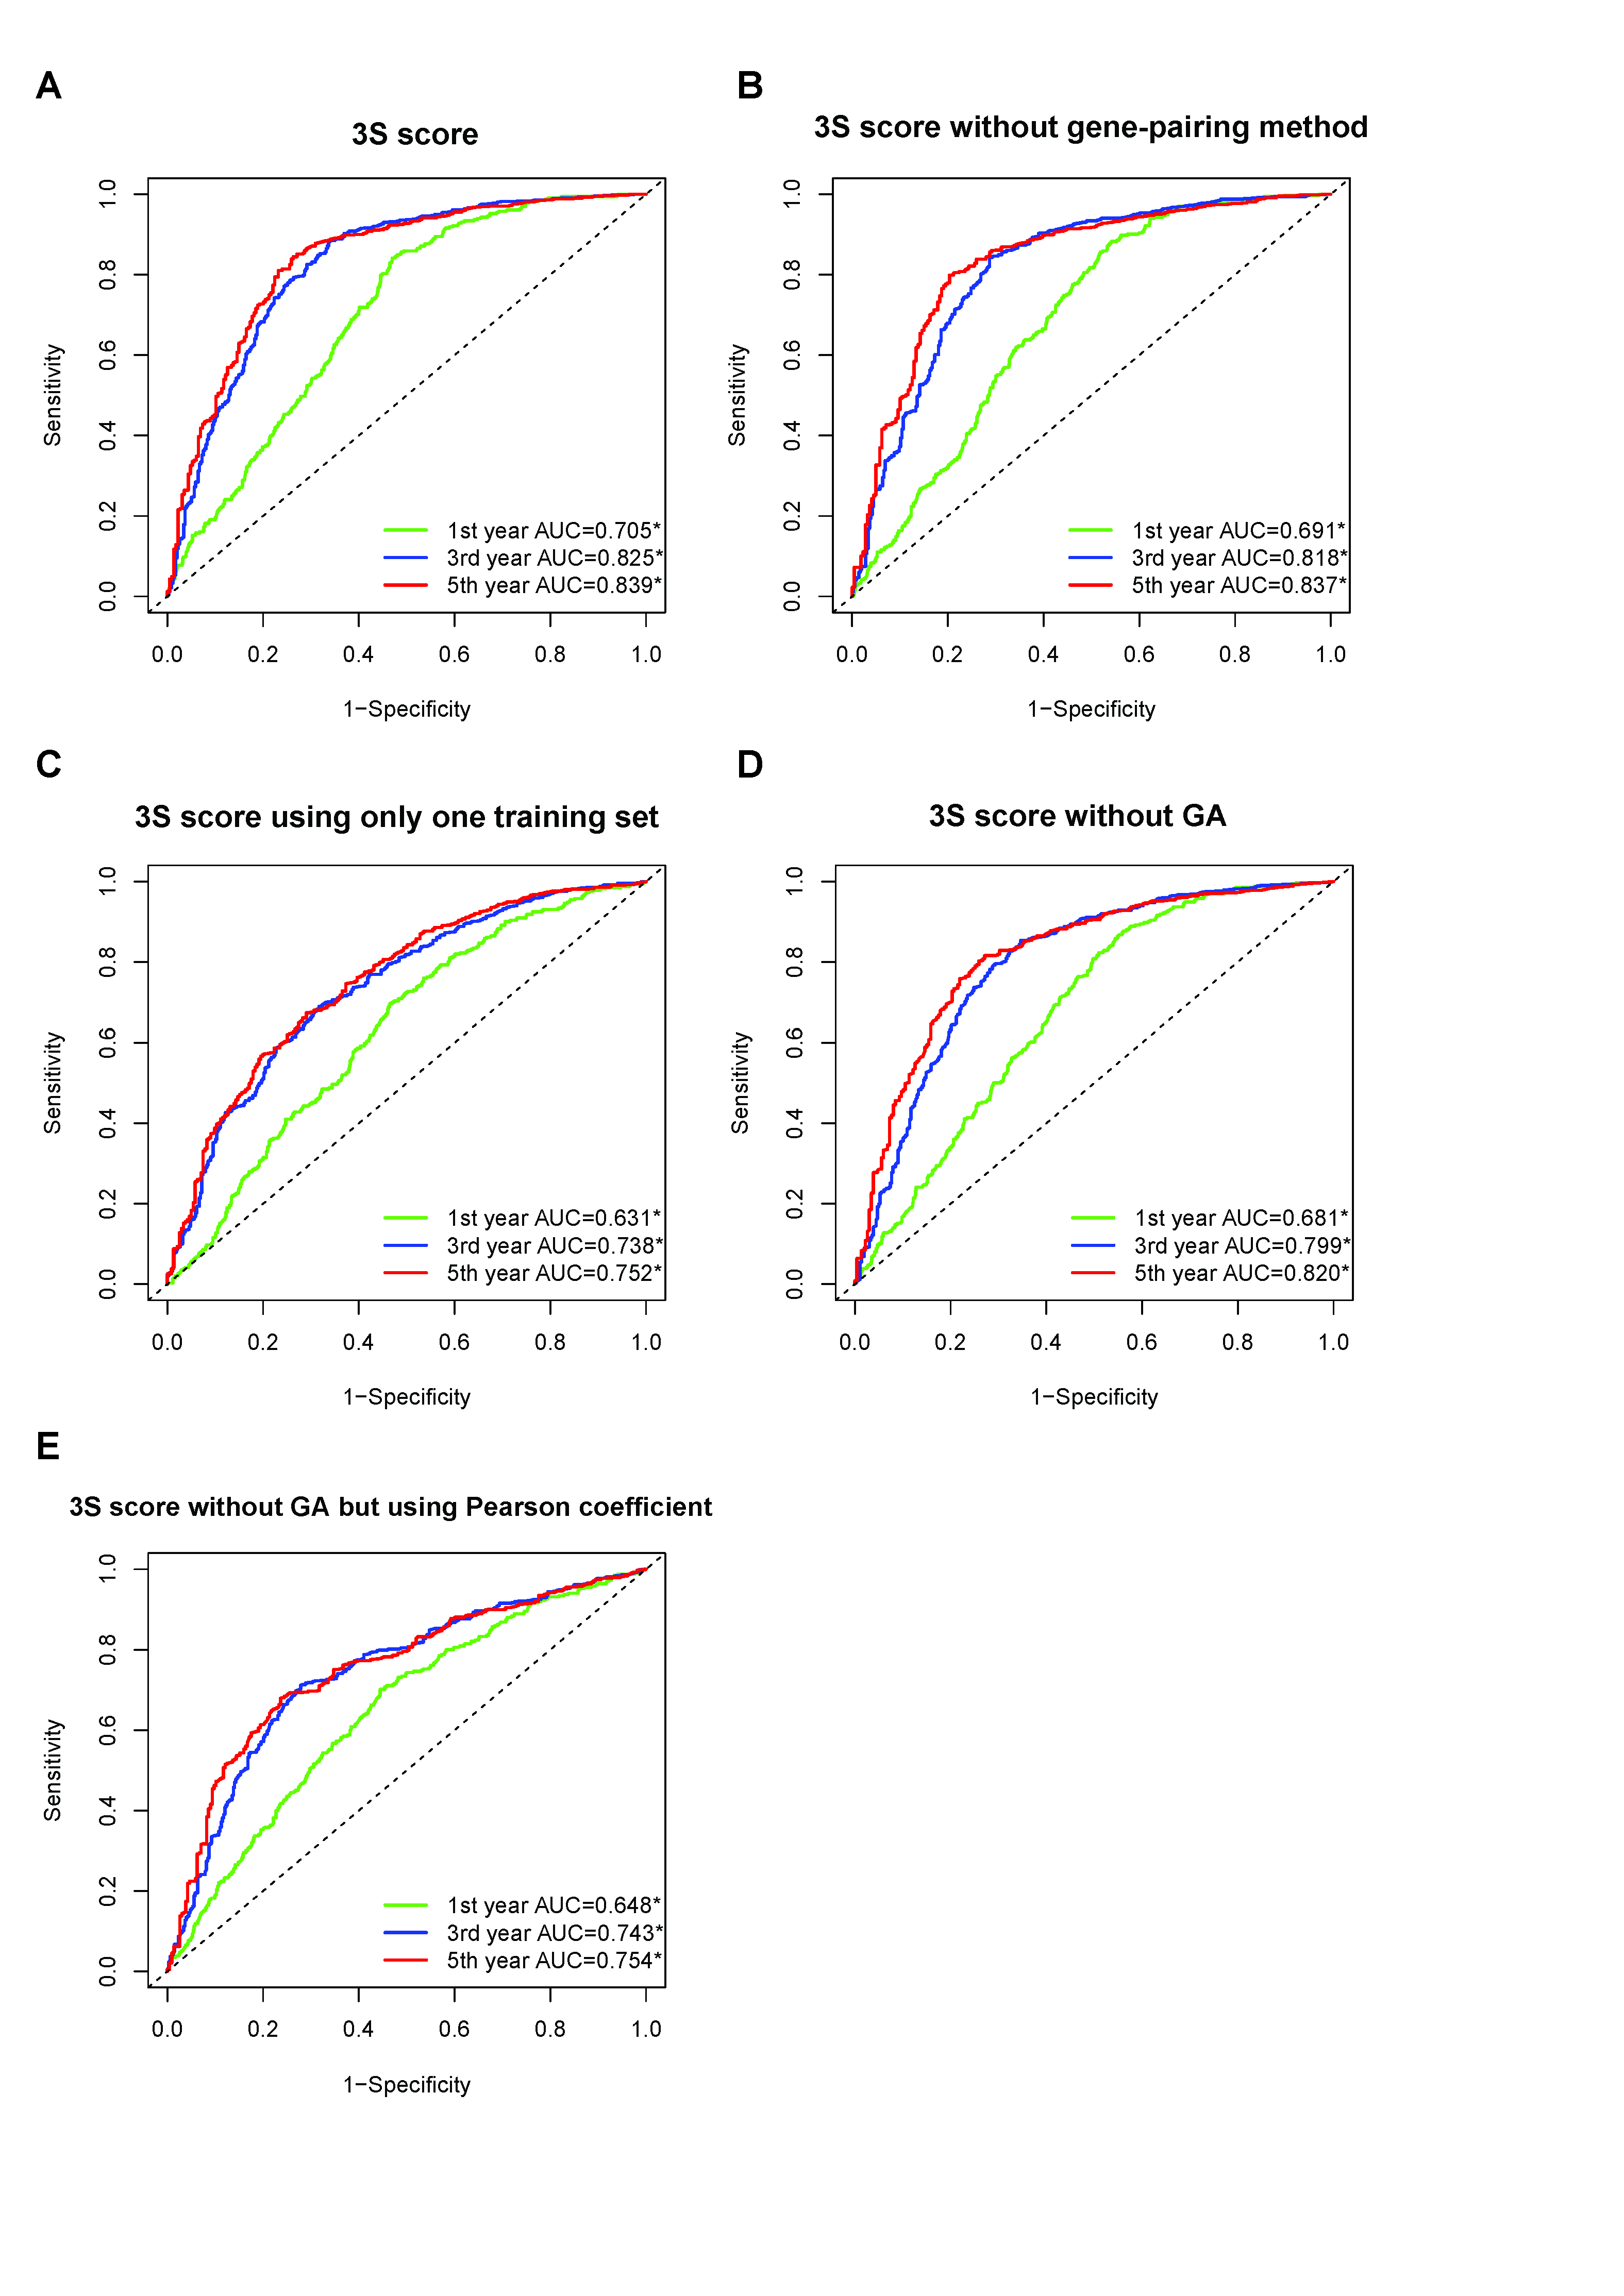 A
3S score
Sensitivity
1.0
0.8
0.6
0.4
0.2
0.0
1st year AUC=0.705*
3rd year AUC=0.825*
5th year AUC=0.839*
0.0 0.2 0.4 0.6 0.8 1.0
1−Specificity
B
3S score without gene-pairing method
Sensitivity
1.0
0.8
0.6
0.4
0.2
0.0
1st year AUC=0.691*
3rd year AUC=0.818*
5th year AUC=0.837*
0.0 0.2 0.4 0.6 0.8 1.0
1−Specificity
C
3S score using only one training set
Sensitivity
1.0
0.8
0.6
0.4
0.2
0.0
1st year AUC=0.631*
3rd year AUC=0.738*
5th year AUC=0.752*
0.0 0.2 0.4 0.6 0.8 1.0
1−Specificity
D
3S score without GA
Sensitivity
1.0
0.8
0.6
0.4
0.2
0.0
1st year AUC=0.681*
3rd year AUC=0.799*
5th year AUC=0.820*
0.0 0.2 0.4 0.6 0.8 1.0
1−Specificity
E
3S score without GA but using Pearson coefficient
Sensitivity
1.0
0.8
0.6
0.4
0.2
0.0
1st year AUC=0.648*
3rd year AUC=0.743*
5th year AUC=0.754*
0.0 0.2 0.4 0.6 0.8 1.0
1−Specificity